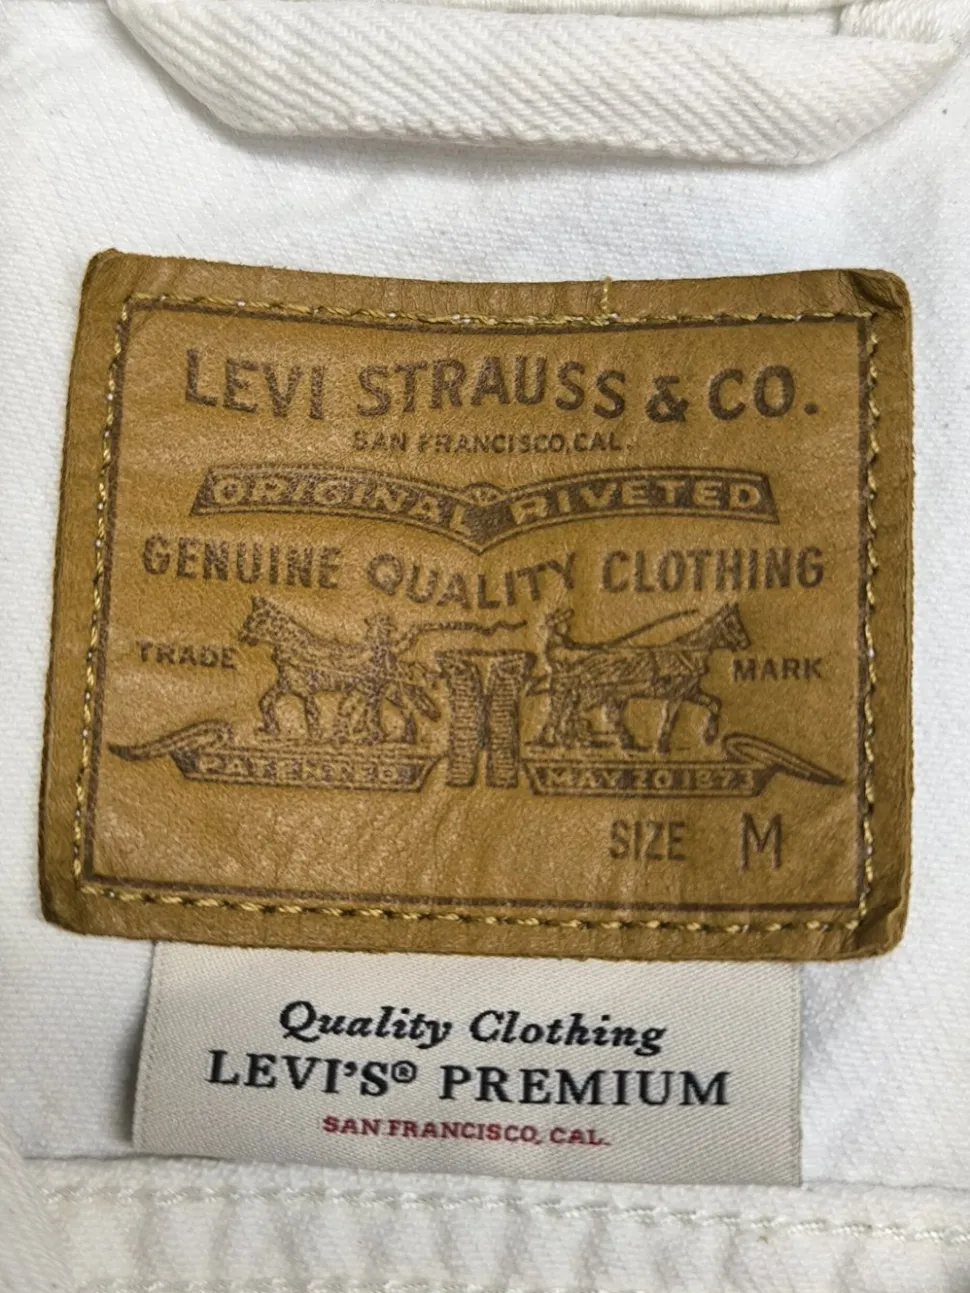 LEVI STRAUSS & CO.
SAN FRANCISCO, CAL.
ORIGINAL RIVETED
GENUINE QUALITY CLOTHING
TRADE MARK
PATENTED MAY 20 1873
SIZE M
Quality Clothing
LEVI'S® PREMIUM
SAN FRANCISCO, CAL.